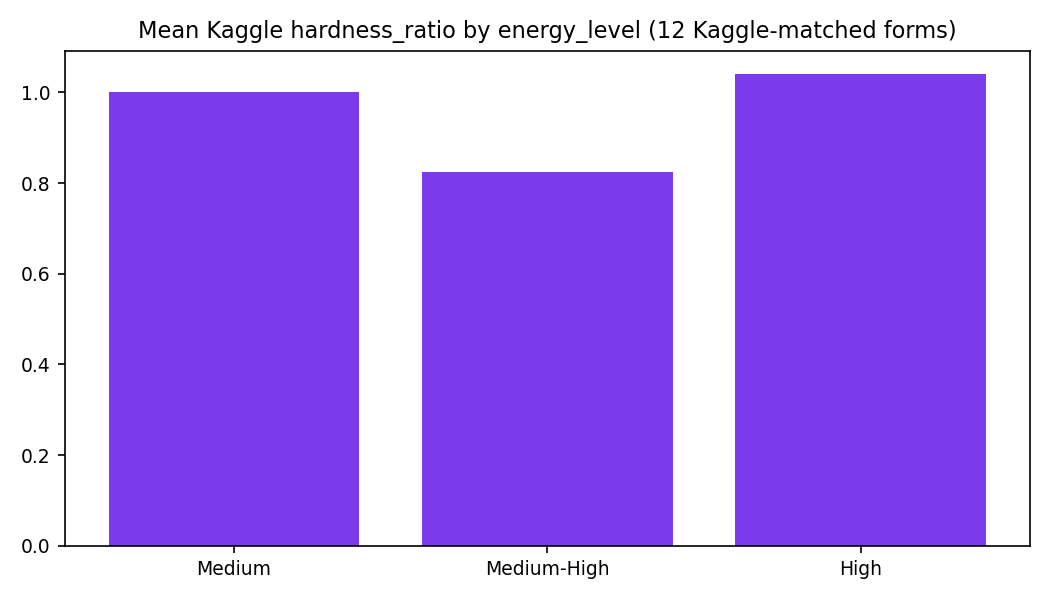 Mean Kaggle hardness_ratio by energy_level (12 Kaggle-matched forms)
1.0
0.8
0.6
0.4
0.2
0.0
Medium
Medium-High
High